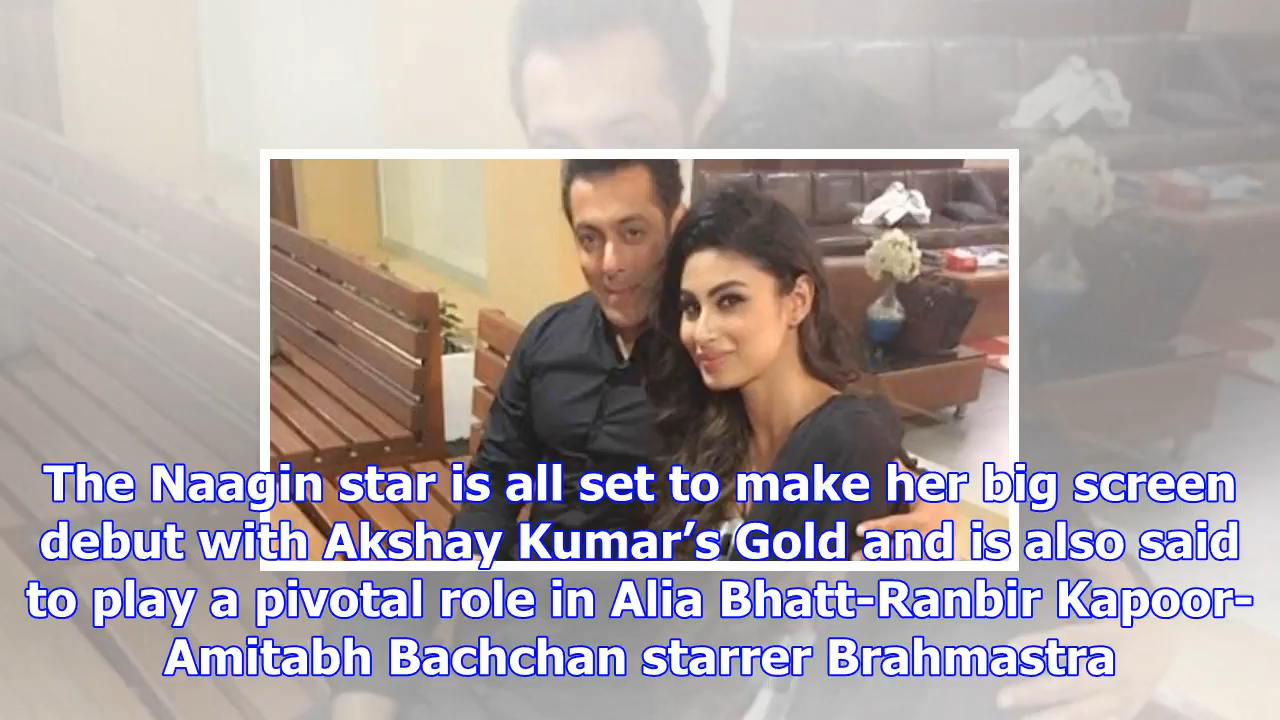 The Naagin star is all set to make her big screen
debut with Akshay Kumar’s Gold and is also said
to play a pivotal role in Alia Bhatt-Ranbir Kapoor-
Amitabh Bachchan starrer Brahmastra